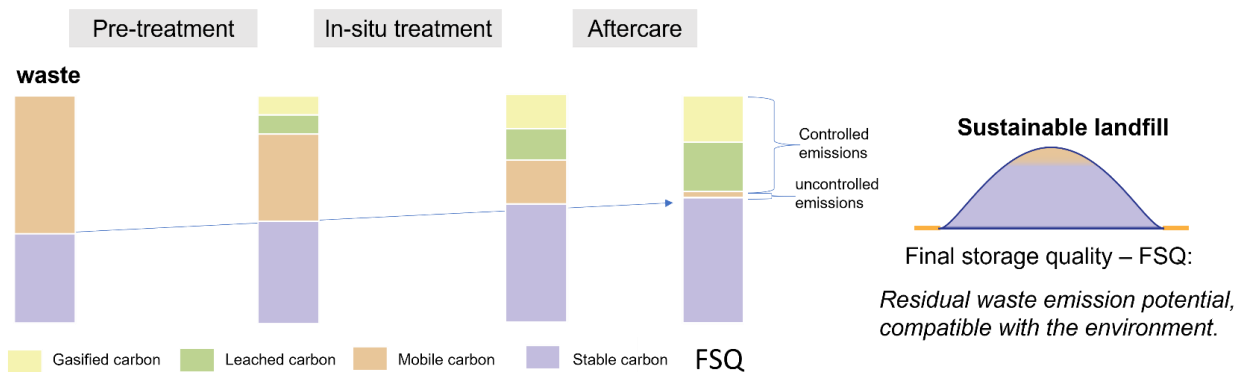 Pre-treatment
In-situ treatment
Aftercare
waste
Controlled
emissions
uncontrolled
emissions
Sustainable landfill
Final storage quality – FSQ:
Residual waste emission potential,
compatible with the environment.
Gasified carbon
Leached carbon
Mobile carbon
Stable carbon
FSQ